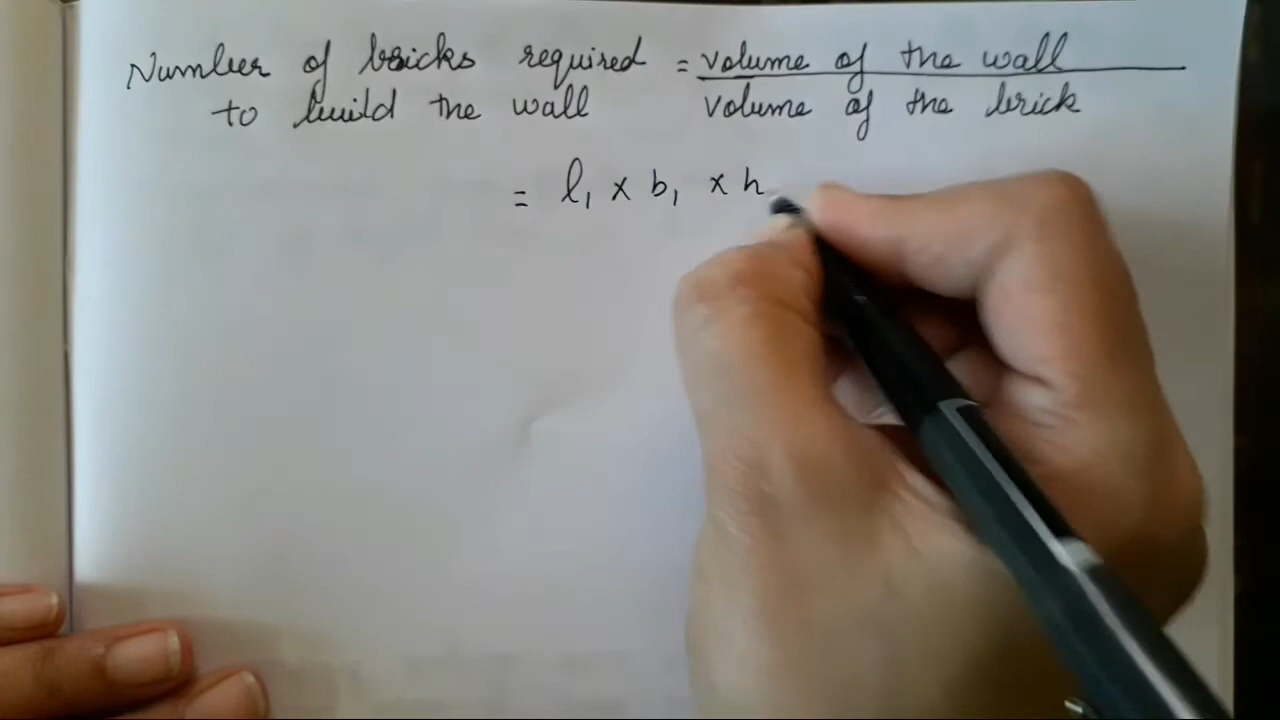 Number of bricks required = volume of the wall
to build the wall volume of the brick
= l₁ × b₁ × h